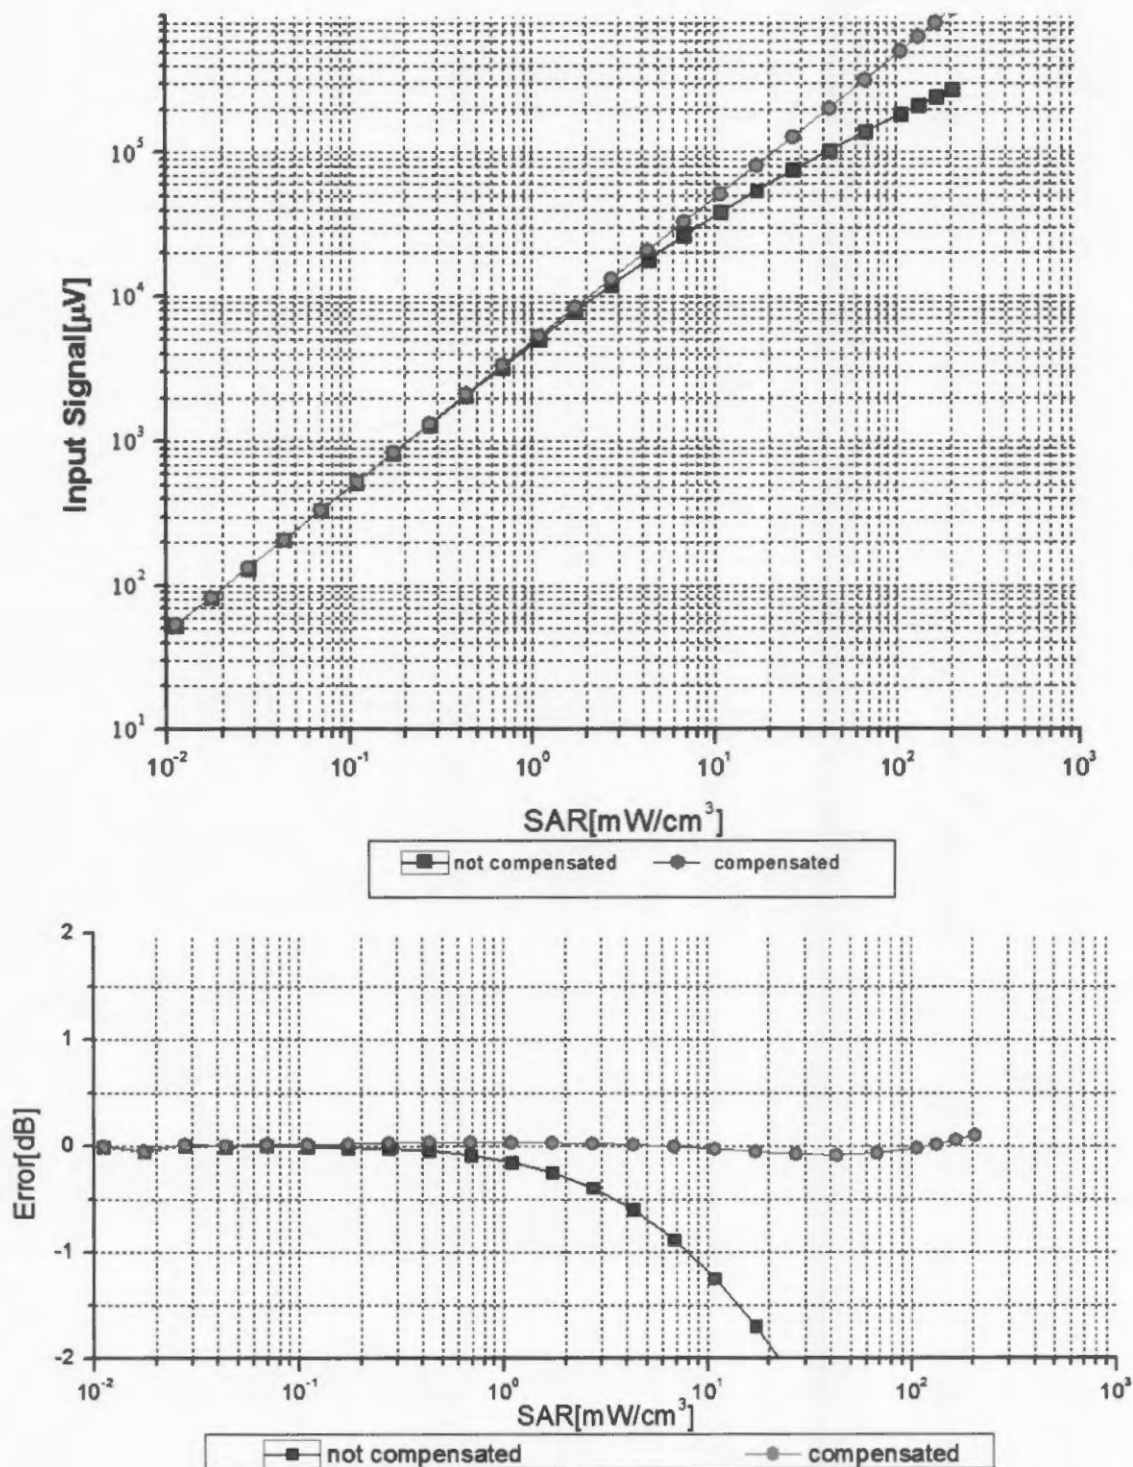 10⁵
10⁴
Input Signal[µV]
10³
10²
10¹
10⁻² 10⁻¹ 10⁰ 10¹ 10² 10³
SAR[mW/cm³]
not compensated compensated
2
1
Error[dB]
0
-1
-2
10⁻² 10⁻¹ 10⁰ 10¹ 10² 10³
SAR[mW/cm³]
not compensated compensated